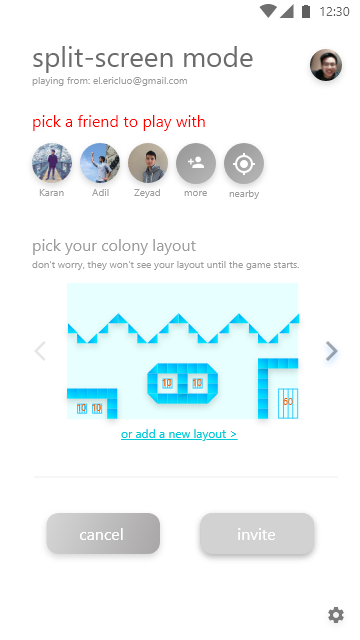 12:30
split-screen mode
playing from: el.ericluo@gmail.com
pick a friend to play with
Karan Adil Zeyad more nearby
pick your colony layout
don't worry, they won't see your layout until the game starts.
10 10
10 10 50
or add a new layout >
cancel invite